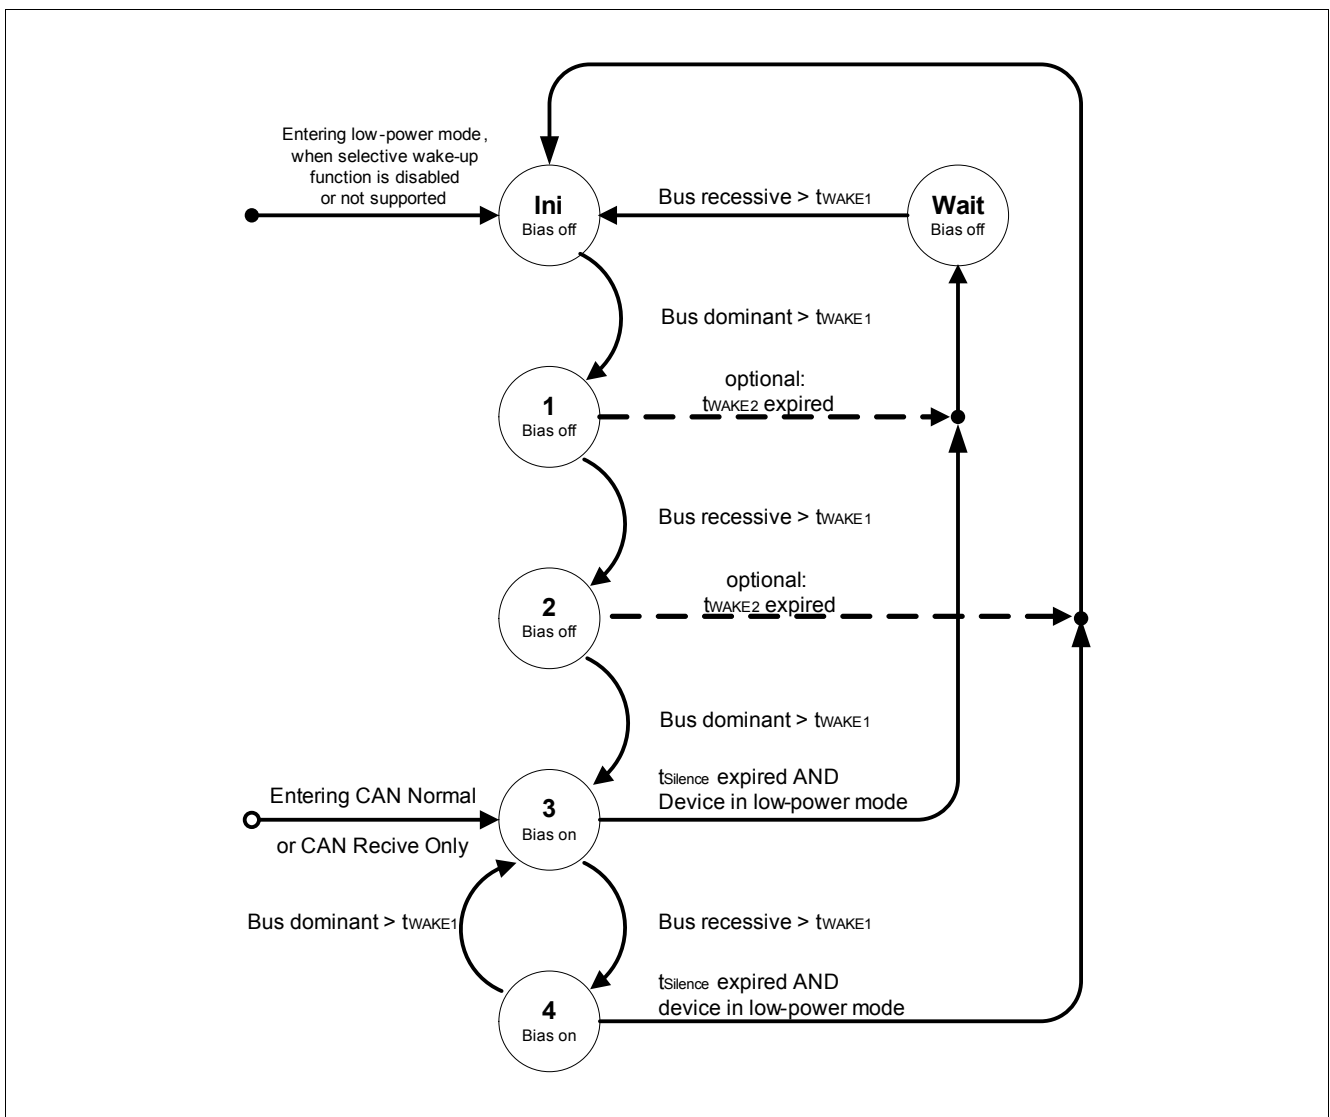 Entering low-power mode,
when selective wake-up
function is disabled
or not supported
Ini
Bias off
Bus recessive > tWAKE1
Wait
Bias off
Bus dominant > tWAKE1
optional:
tWAKE2 expired
1
Bias off
Bus recessive > tWAKE1
optional:
tWAKE2 expired
2
Bias off
Bus dominant > tWAKE1
tSilence expired AND
Device in low-power mode
Entering CAN Normal
or CAN Recive Only
3
Bias on
Bus dominant > tWAKE1
Bus recessive > tWAKE1
tSilence expired AND
device in low-power mode
4
Bias on